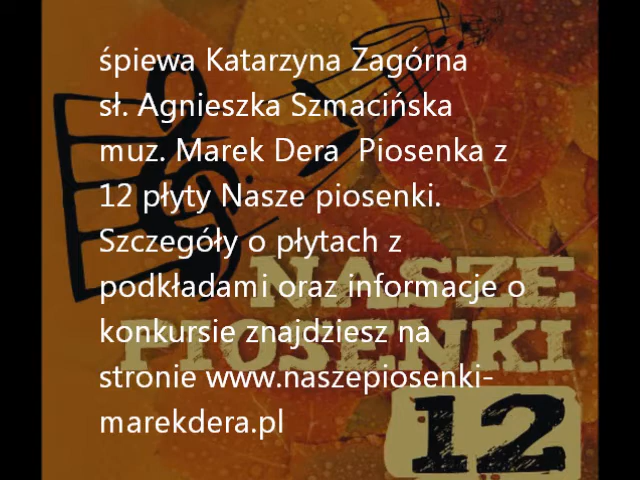 śpiewa Katarzyna Zagórna
sł. Agnieszka Szmacińska
muz. Marek Dera Piosenka z
12 płyty Nasze piosenki.
Szczegóły o płytach z
podkładami oraz informacje o
konkursie znajdziesz na
stronie www.naszepiosenki-
marekdera.pl
NASZE
PIOSENKI
12